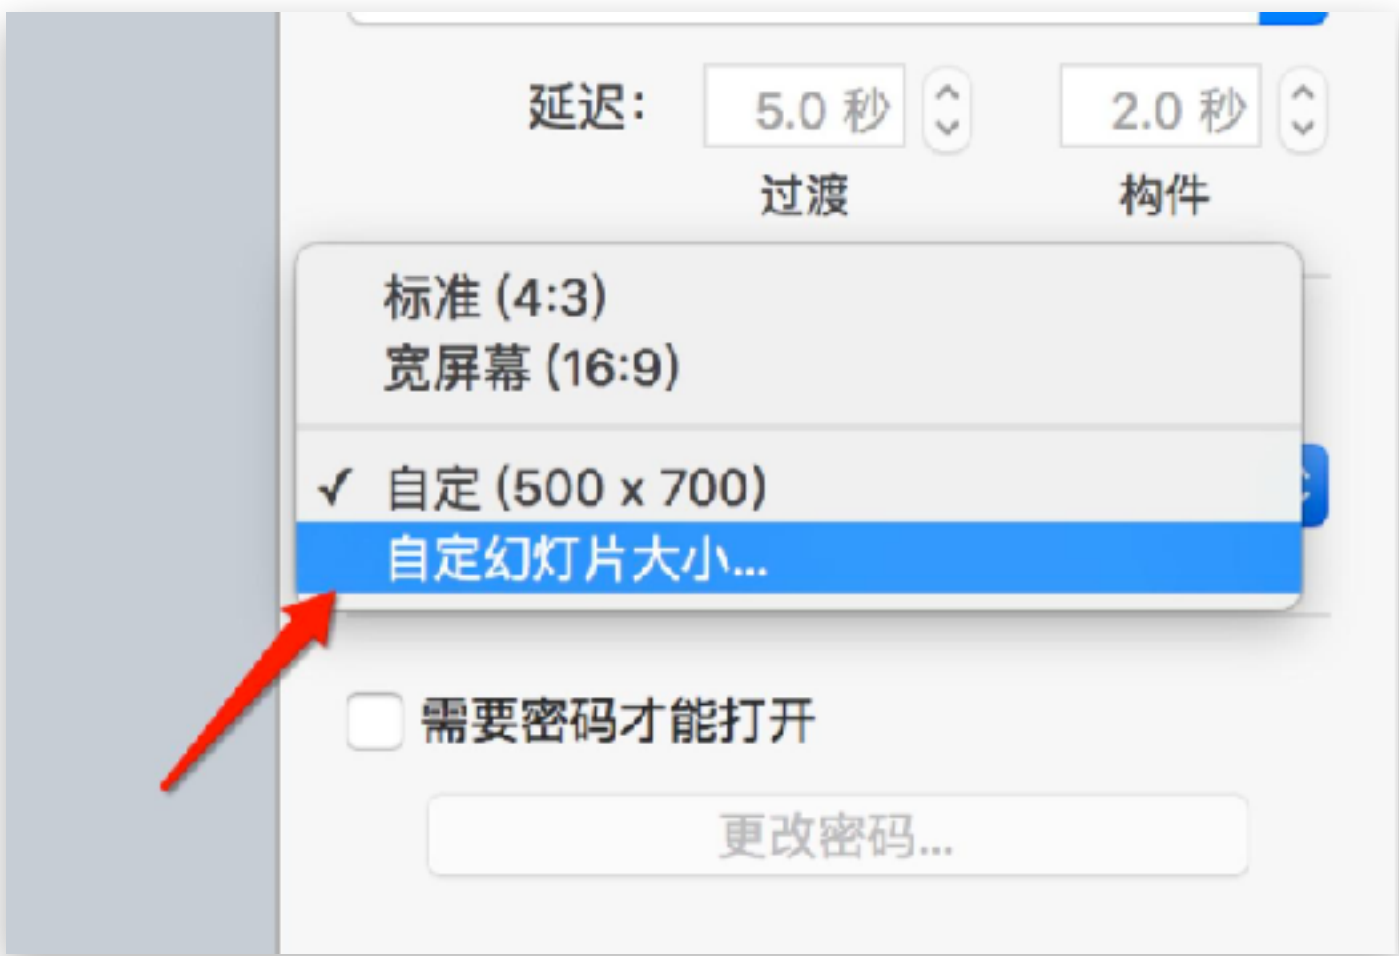 延迟： 5.0 秒 2.0 秒
过渡 构件
标准 (4:3)
宽屏幕 (16:9)
✓ 自定 (500 x 700)
自定幻灯片大小...
需要密码才能打开
更改密码...